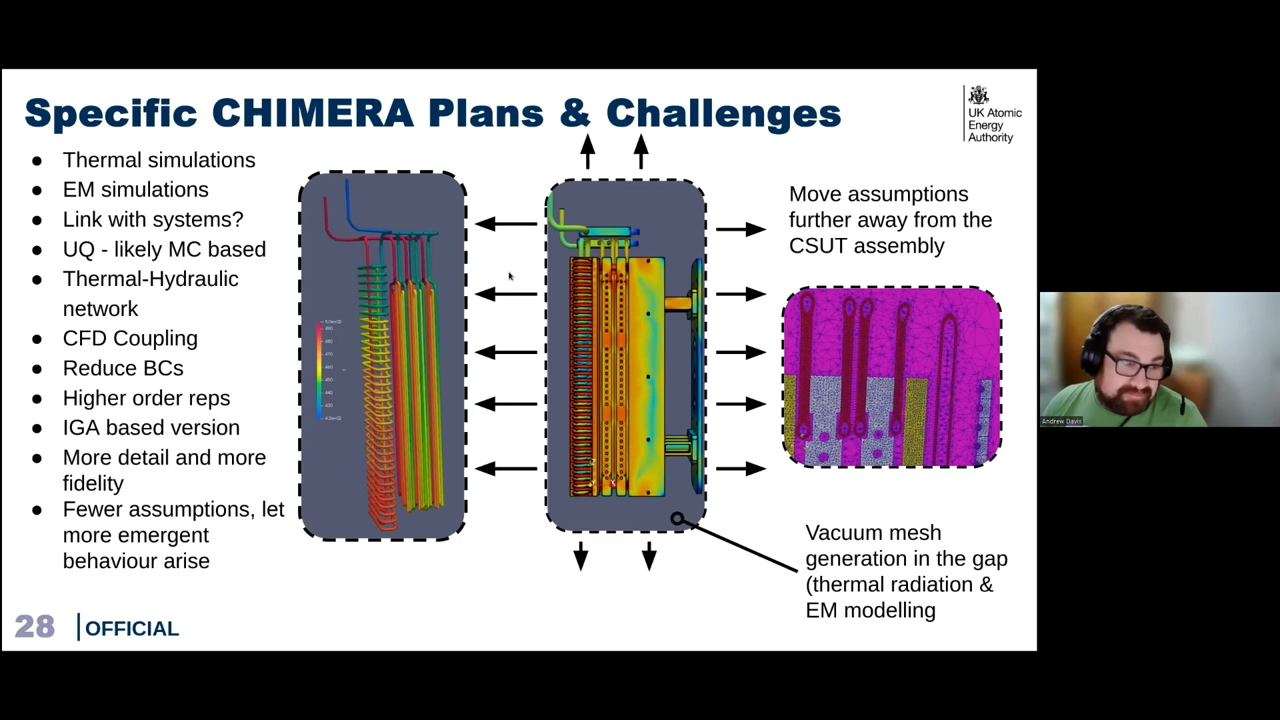 Specific CHIMERA Plans & Challenges
UK Atomic
Energy
Authority
● Thermal simulations
● EM simulations
● Link with systems?
● UQ - likely MC based
● Thermal-Hydraulic
network
● CFD Coupling
● Reduce BCs
● Higher order reps
● IGA based version
● More detail and more
fidelity
● Fewer assumptions, let
more emergent
behaviour arise
Move assumptions
further away from the
CSUT assembly
Vacuum mesh
generation in the gap
(thermal radiation &
EM modelling
28
OFFICIAL
Andrew Davis